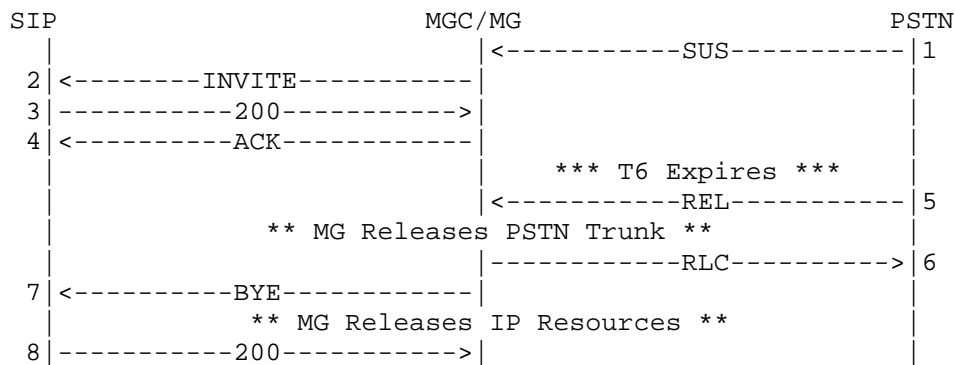 SIP                       MGC/MG                       PSTN
  |                          |<-----------SUS-----------|1
 2|<--------INVITE-----------|                          |
 3|-----------200----------->|                          |
 4|<----------ACK------------|                          |
  |                          |    *** T6 Expires ***    |
  |                          |<-----------REL-----------|5
  |             ** MG Releases PSTN Trunk **            |
  |                          |------------RLC---------->|6
 7|<----------BYE------------|                          |
  |            ** MG Releases IP Resources **           |
 8|-----------200----------->|                          |